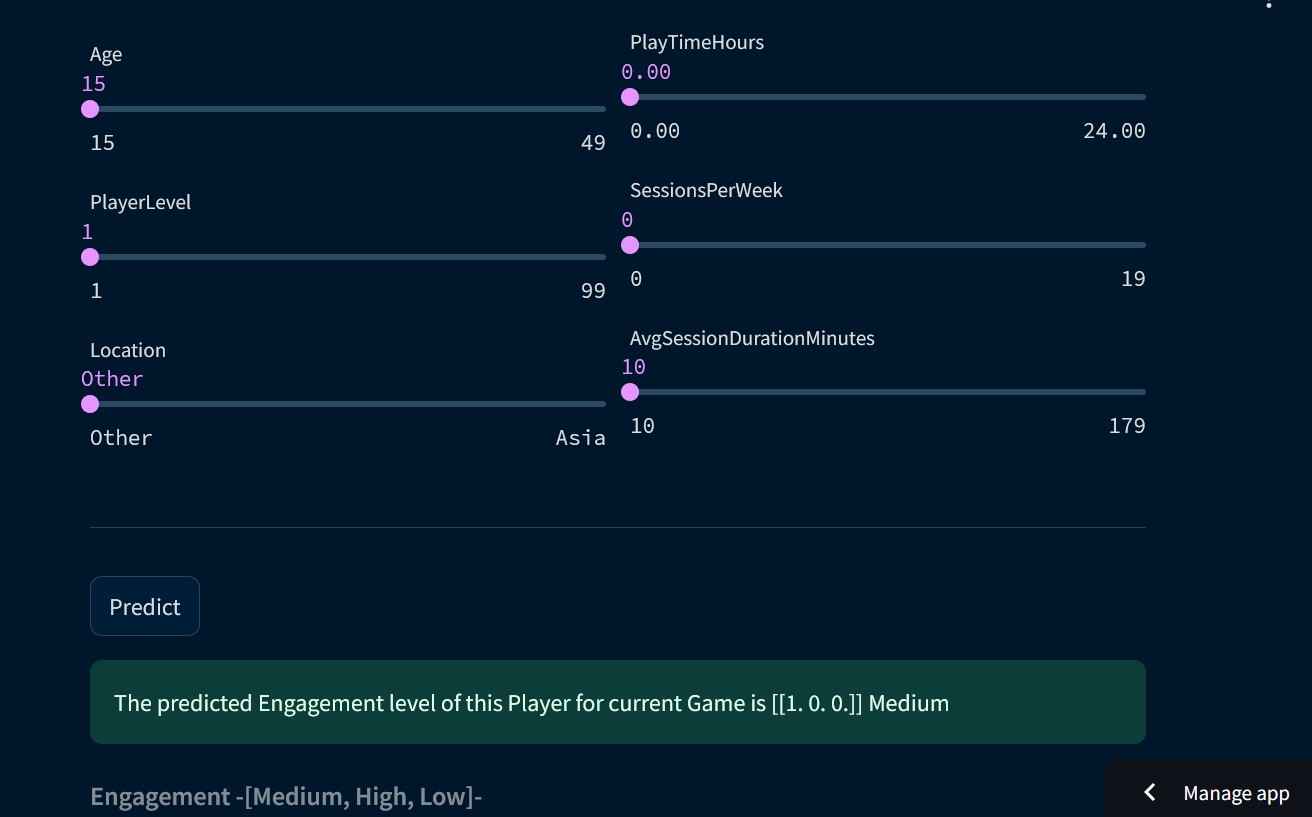 Age
15
15 49
PlayerLevel
1
1 99
Location
Other
Other Asia
PlayTimeHours
0.00
0.00 24.00
SessionsPerWeek
0
0 19
AvgSessionDurationMinutes
10
10 179
Predict
The predicted Engagement level of this Player for current Game is [[1. 0. 0.]] Medium
Engagement -[Medium, High, Low]-
Manage app